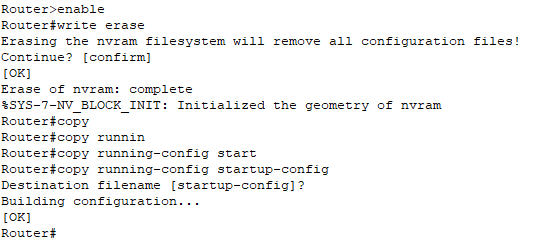 Router>enable
Router#write erase
Erasing the nvram filesystem will remove all configuration files!
Continue? [confirm]
[OK]
Erase of nvram: complete
%SYS-7-NV_BLOCK_INIT: Initialized the geometry of nvram
Router#copy
Router#copy runnin
Router#copy running-config start
Router#copy running-config startup-config
Destination filename [startup-config]?
Building configuration...
[OK]
Router#